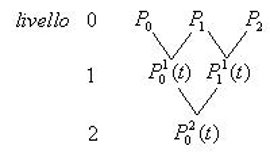 livello 0 P₀ P₁ P₂
1 P₀¹(t) P₁¹(t)
2 P₀²(t)